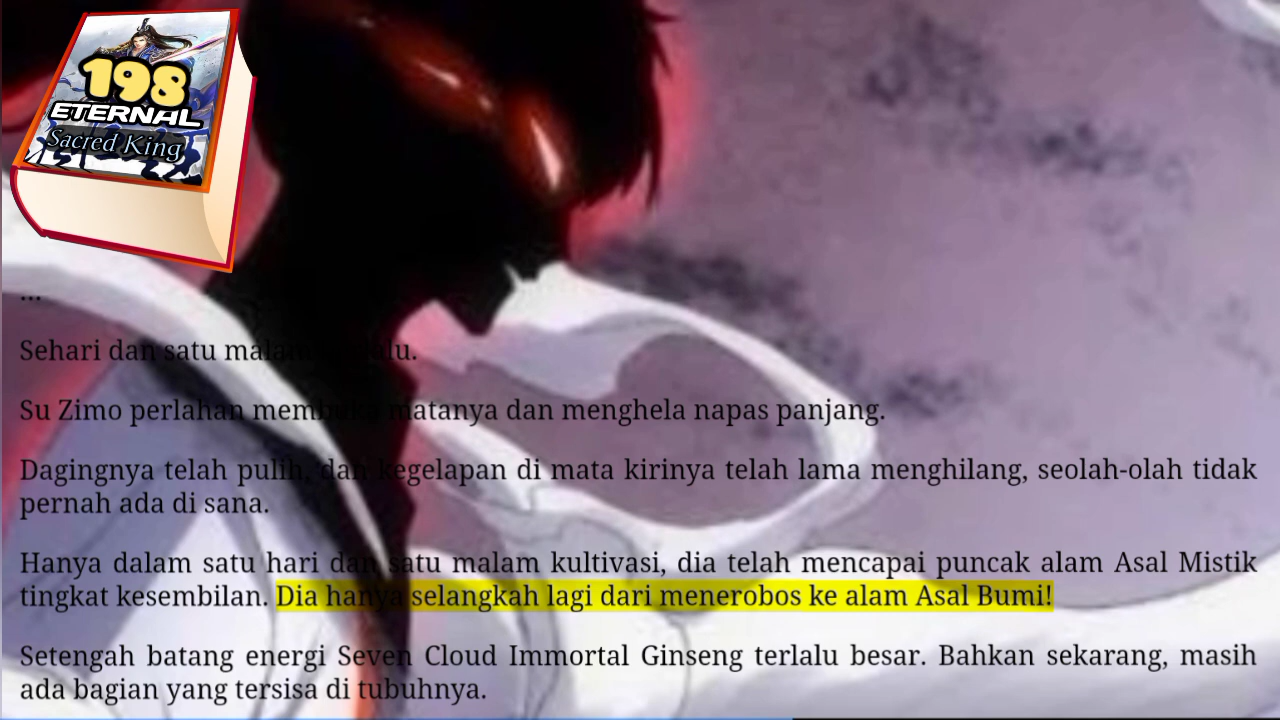 198
ETERNAL
Sacred King
...
Sehari dan satu malam berlalu.
Su Zimo perlahan membuka matanya dan menghela napas panjang.
Dagingnya telah pulih, dan kegelapan di mata kirinya telah lama menghilang, seolah-olah tidak
pernah ada di sana.
Hanya dalam satu hari dan satu malam kultivasi, dia telah mencapai puncak alam Asal Mistik
tingkat kesembilan. Dia hanya selangkah lagi dari menerobos ke alam Asal Bumi!
Setengah batang energi Seven Cloud Immortal Ginseng terlalu besar. Bahkan sekarang, masih
ada bagian yang tersisa di tubuhnya.